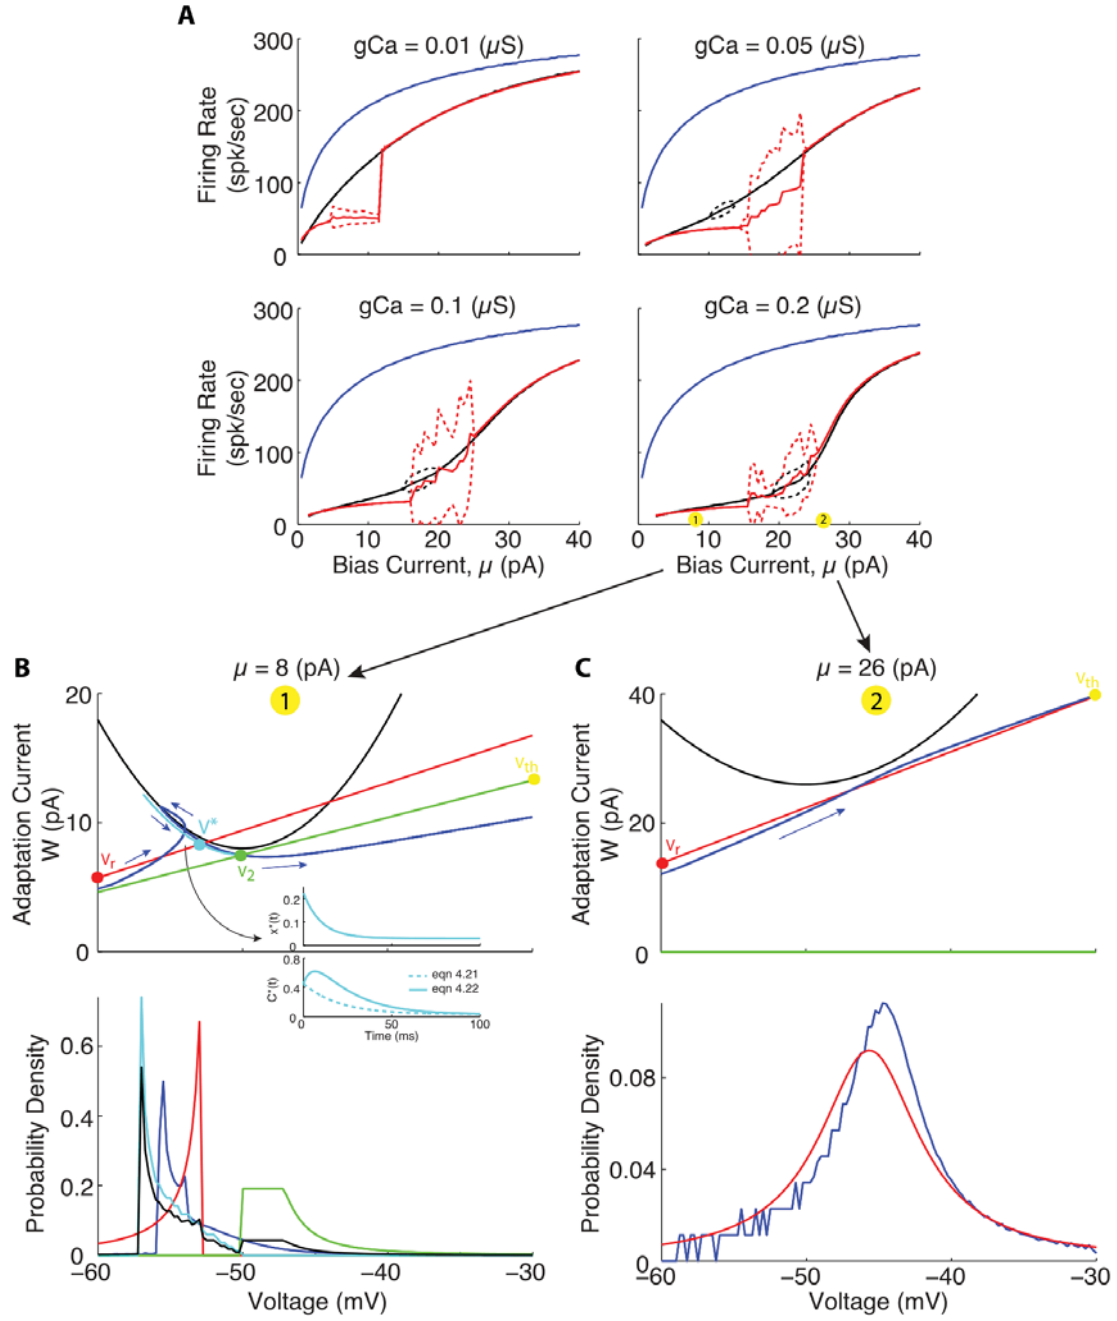 A
gCa = 0.01 (µS)
gCa = 0.05 (µS)
300
200
100
0
Firing Rate
(spk/sec)
gCa = 0.1 (µS)
gCa = 0.2 (µS)
300
200
100
0
Firing Rate
(spk/sec)
1
2
0 10 20 30 40
0 10 20 30 40
Bias Current, µ (pA)
Bias Current, µ (pA)
B
µ = 8 (pA)
1
20
10
0
Adaptation Current
W (pA)
Vr
V*
V2
Vth
0.2
0.1
0
x*(t)
0.8
0.4
0
C*(t)
eqn 4.21
eqn 4.22
0 50 100
Time (ms)
0.6
0.4
0.2
0
Probability Density
−60 −50 −40 −30
Voltage (mV)
C
µ = 26 (pA)
2
40
20
0
Adaptation Current
W (pA)
Vr
Vth
0.08
0.04
0
Probability Density
−60 −50 −40 −30
Voltage (mV)